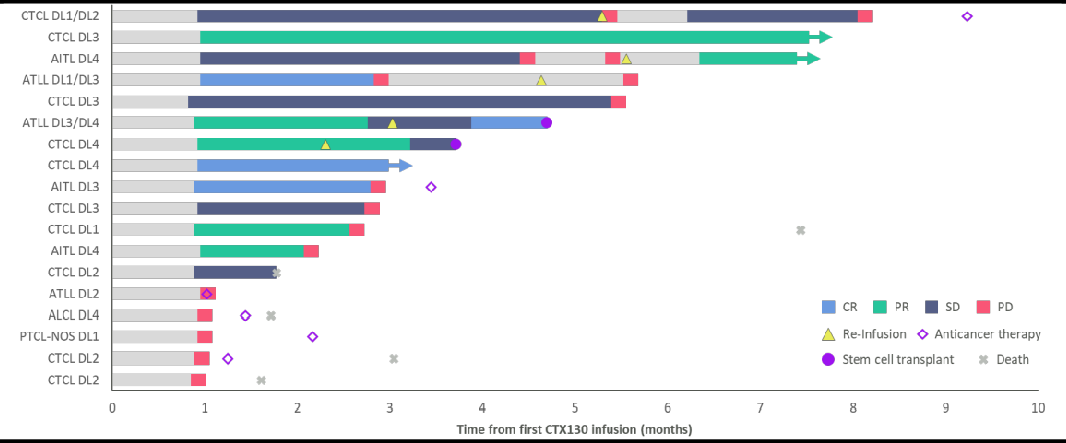 CTCL DL1/DL2
CTCL DL3
AITL DL4
ATLL DL1/DL3
CTCL DL3
ATLL DL3/DL4
CTCL DL4
CTCL DL4
AITL DL3
CTCL DL3
CTCL DL1
AITL DL4
CTCL DL2
ATLL DL2
ALCL DL4
PTCL-NOS DL1
CTCL DL2
CTCL DL2
CR PR SD PD
Re-Infusion Anticancer therapy
Stem cell transplant Death
0 1 2 3 4 5 6 7 8 9 10
Time from first CTX130 infusion (months)